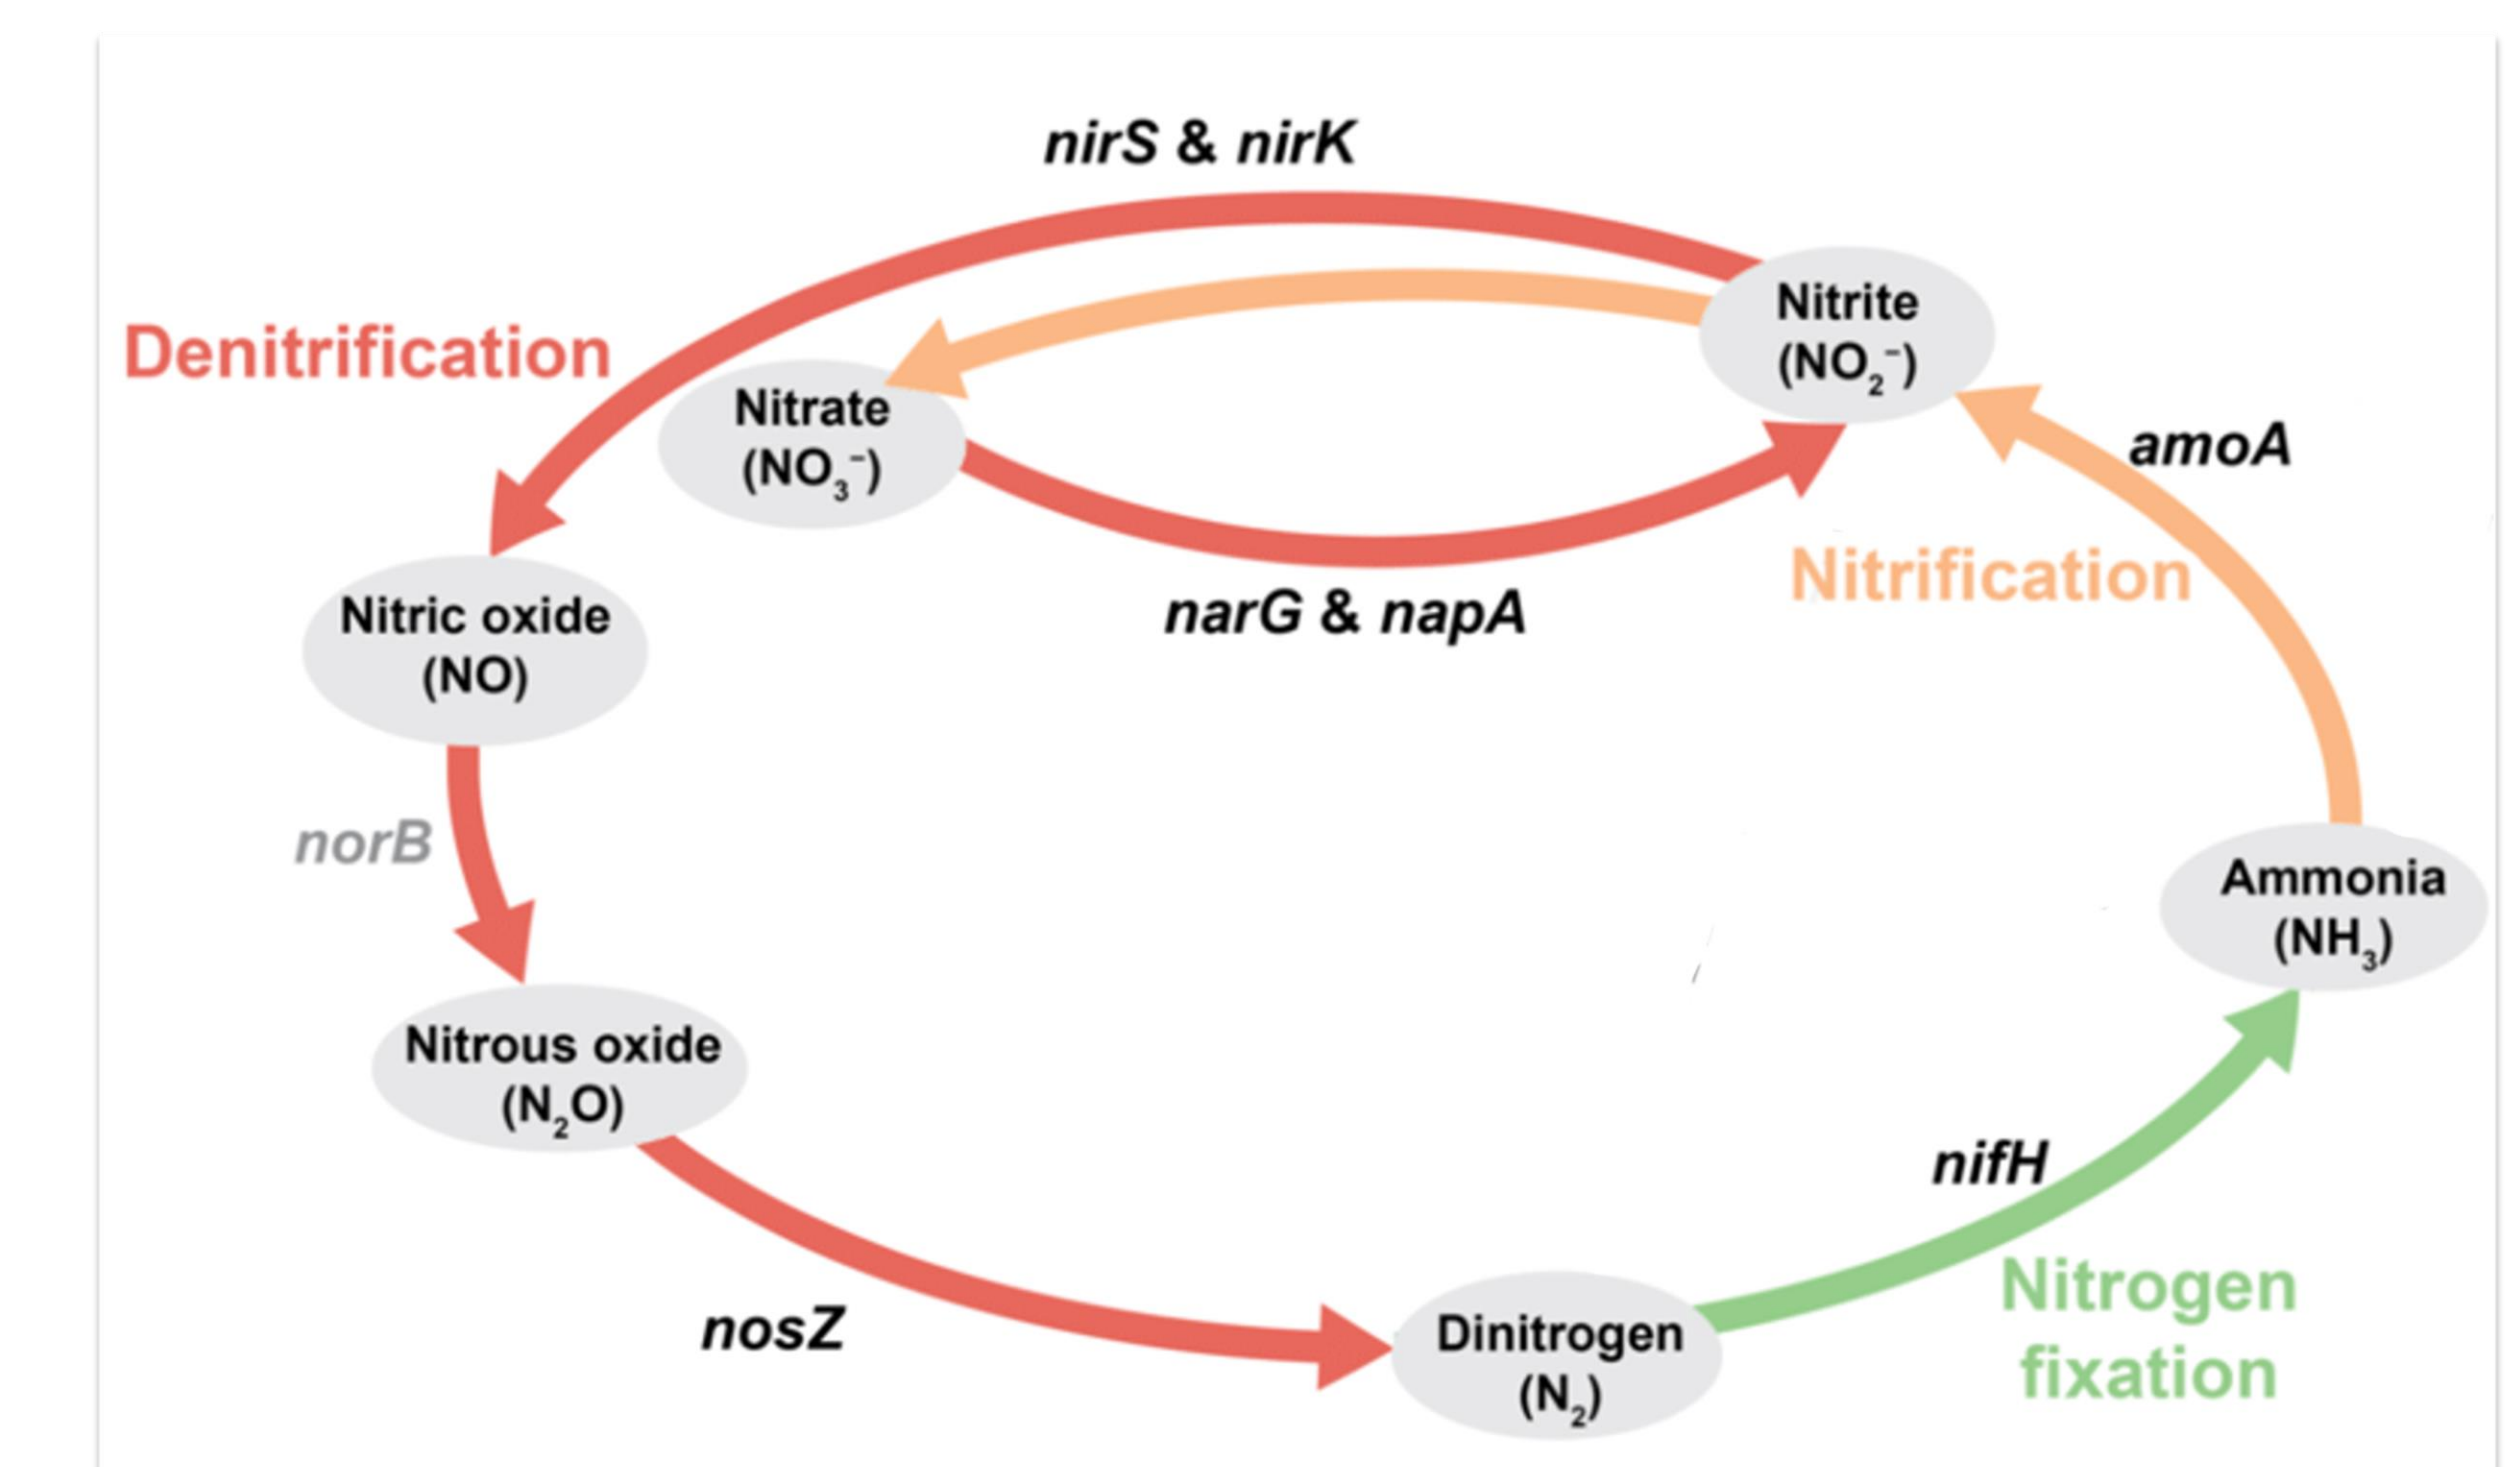 nirS & nirK
Denitrification
Nitrite
(NO₂⁻)
Nitrate
(NO₃⁻)
amoA
Nitrification
narG & napA
Nitric oxide
(NO)
norB
Ammonia
(NH₃)
Nitrous oxide
(N₂O)
nifH
Nitrogen
fixation
nosZ
Dinitrogen
(N₂)